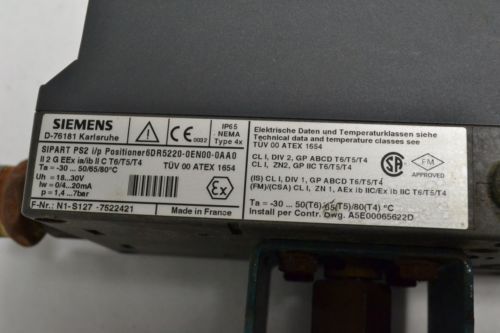 SIEMENS
D-76181 Karlsruhe
CE 0032
IP65
NEMA
Type 4x
SIPART PS2 i/p Positioner 6DR5220-0EN00-0AA0
II 2 G EEx ia/ib II C T6/T5/T4 TÜV 00 ATEX 1654
Ta = -30 ... 50/65/80°C
Uh = 18...30V
Iw = 0/4...20mA
p = 1,4 ...7bar
Ex
F-Nr.: N1-S127 -7522421 Made in France
Elektrische Daten und Temperaturklassen siehe
Technical data and temperature classes see
TÜV 00 ATEX 1654
CL I, DIV 2, GP ABCD T6/T5/T4
CL I, ZN2, GP IIC T6/T5/T4
(IS) CL I, DIV 1, GP ABCD T6/T5/T4
(FM)/(CSA) CL I, ZN 1, AEx ib IIC T6/T5/T4
SA
FM
APPROVED
Ta = -30 ... 50(T6)/65(T5)/80(T4) °C
Install per Contr. Dwg. A5E00065622D